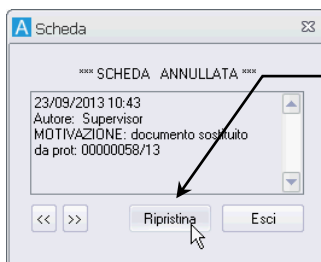 Scheda
*** SCHEDA ANNULLATA ***
23/09/2013 10:43
Autore: Supervisor
MOTIVAZIONE: documento sostituito
da prot: 00000058/13
<< >> Ripristina Esci